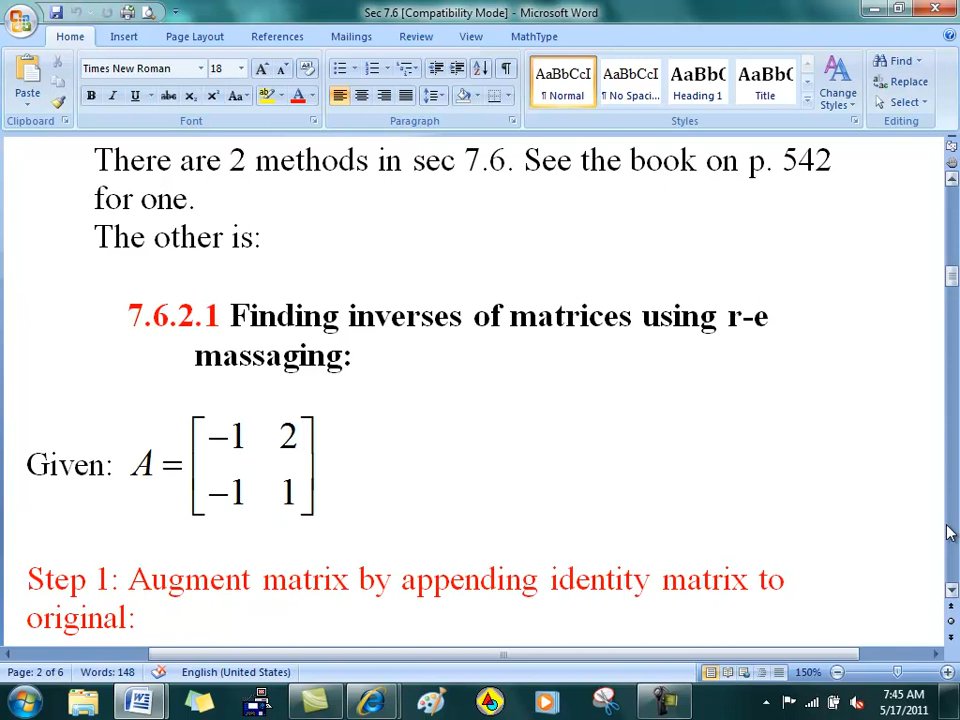 Sec 7.6 [Compatibility Mode] - Microsoft Word
Home Insert Page Layout References Mailings Review View MathType
Times New Roman 18
Paste
B I U abc x₂ x² Aa
AaBbCcI AaBbCcI AaBbC AaBbC
¶ Normal ¶ No Spaci... Heading 1 Title
Change Styles
Find
Replace
Select
Clipboard Font Paragraph Styles Editing
There are 2 methods in sec 7.6. See the book on p. 542
for one.
The other is:
7.6.2.1 Finding inverses of matrices using r-e
massaging:
Given: A = [ −1 2
−1 1 ]
Step 1: Augment matrix by appending identity matrix to
original:
Page: 2 of 6 Words: 148 English (United States) 150%
7:45 AM
5/17/2011